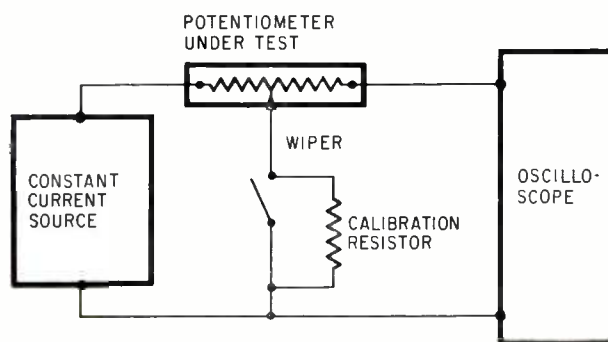 POTENTIOMETER
UNDER TEST
WIPER
CONSTANT
CURRENT
SOURCE
CALIBRATION
RESISTOR
OSCILLO-
SCOPE